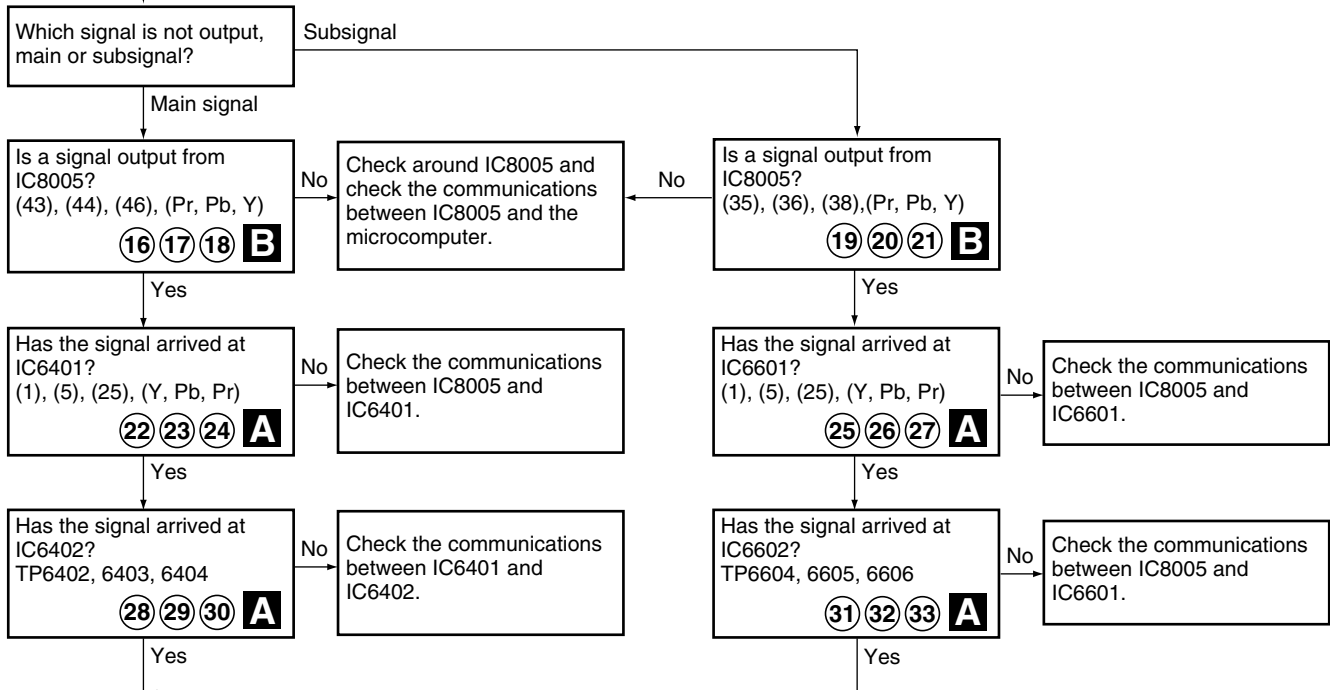 Which signal is not output,
main or subsignal?
Subsignal
Main signal
Is a signal output from
IC8005?
(43), (44), (46), (Pr, Pb, Y)
16 17 18 B
No
Check around IC8005 and
check the communications
between IC8005 and the
microcomputer.
No
Is a signal output from
IC8005?
(35), (36), (38),(Pr, Pb, Y)
19 20 21 B
Yes
Yes
Has the signal arrived at
IC6401?
(1), (5), (25), (Y, Pb, Pr)
22 23 24 A
No
Check the communications
between IC8005 and
IC6401.
Has the signal arrived at
IC6601?
(1), (5), (25), (Y, Pb, Pr)
25 26 27 A
No
Check the communications
between IC8005 and
IC6601.
Yes
Yes
Has the signal arrived at
IC6402?
TP6402, 6403, 6404
28 29 30 A
No
Check the communications
between IC6401 and
IC6402.
Has the signal arrived at
IC6602?
TP6604, 6605, 6606
31 32 33 A
No
Check the communications
between IC8005 and
IC6601.
Yes
Yes